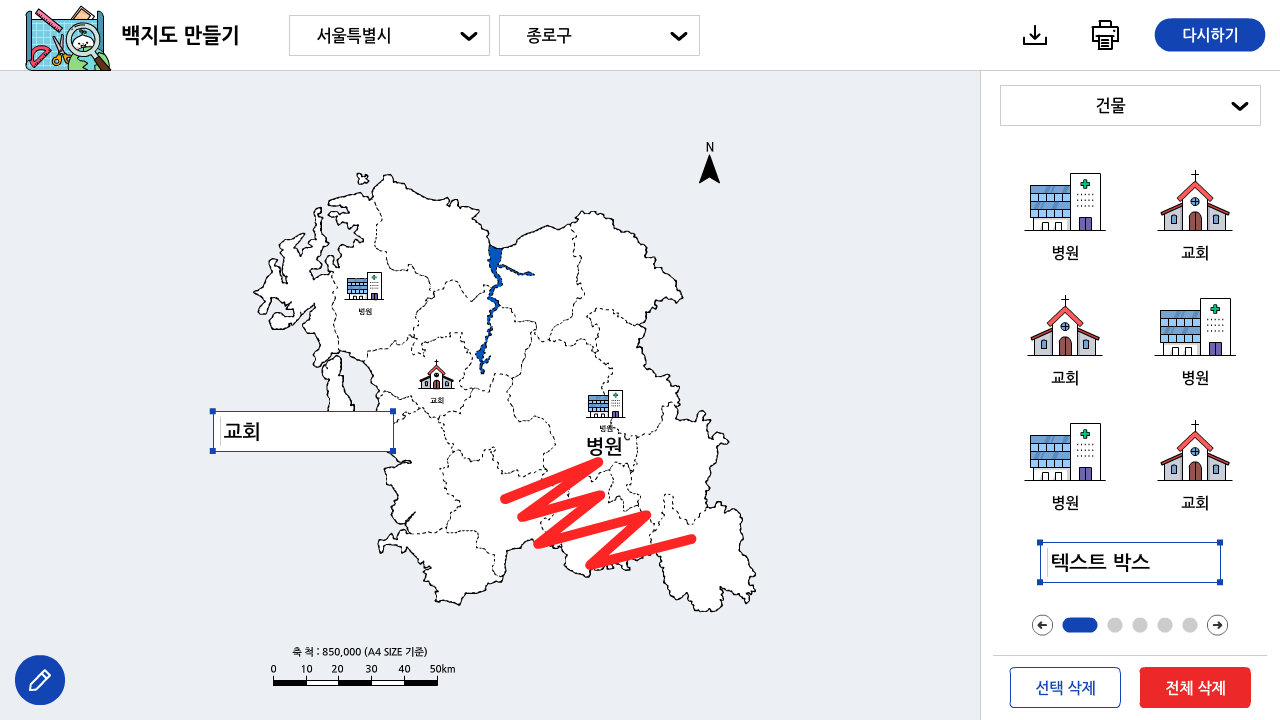 백지도 만들기
서울특별시
종로구
다시하기
건물
N
병원
교회
교회
병원
병원
교회
병원
교회
병원
병원
교회
텍스트 박스
축 척 : 850,000 (A4 SIZE 기준)
0 10 20 30 40 50km
선택 삭제
전체 삭제